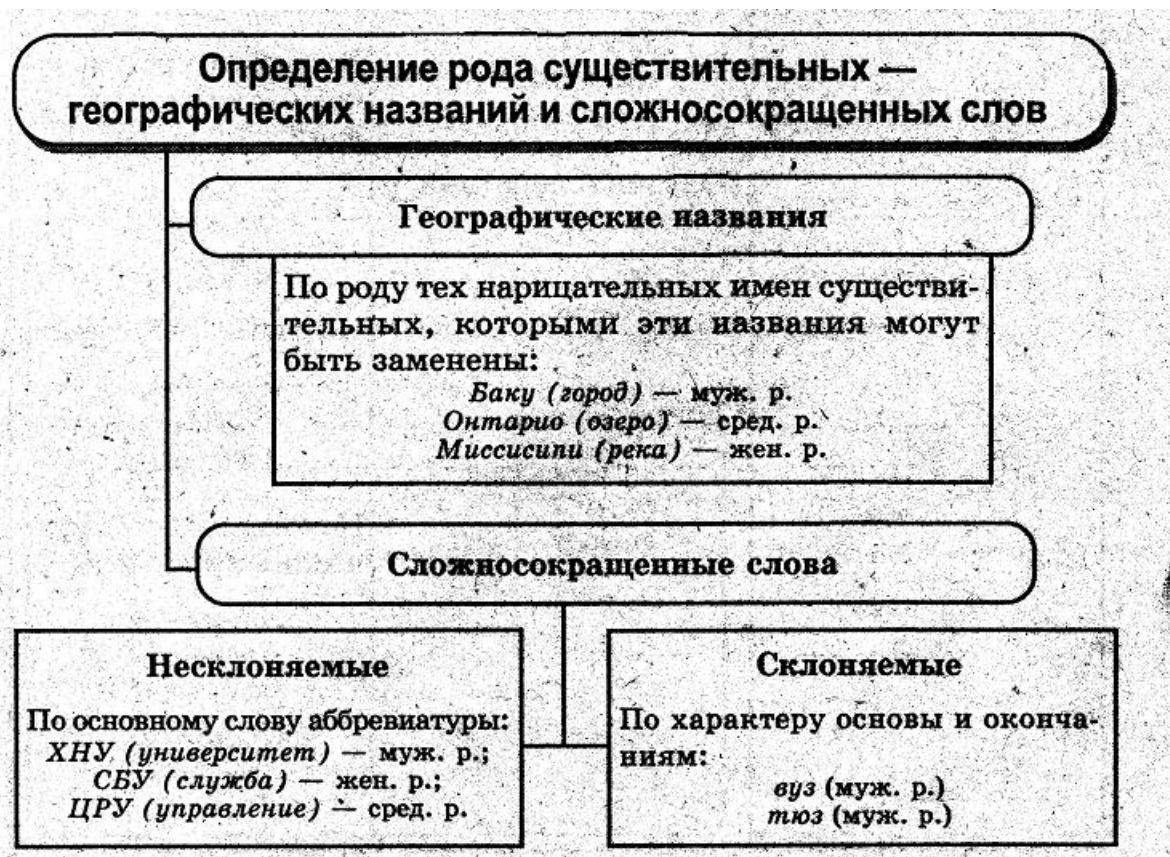 Определение рода существительных —
географических названий и сложносокращенных слов
Географические названия
По роду тех нарицательных имен существи-
тельных, которыми эти названия могут
быть заменены:
Баку (город) — муж. р.
Онтарио (озеро) — сред. р.
Миссисипи (река) — жен. р.
Сложносокращенные слова
Несклоняемые
По основному слову аббревиатуры:
ХНУ (университет) — муж. р.;
СБУ (служба) — жен. р.;
ЦРУ (управление) — сред. р.
Склоняемые
По характеру основы и оконча-
ниям:
вуз (муж. р.)
тюз (муж. р.)